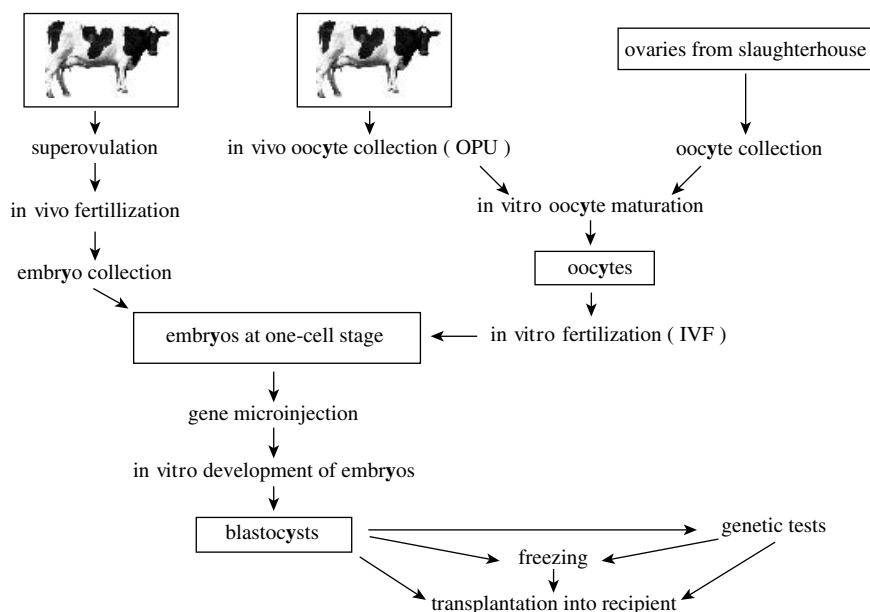 ovaries from slaughterhouse
superovulation
in vivo oocyte collection ( OPU )
oocyte collection
in vivo fertillization
in vitro oocyte maturation
embryo collection
oocytes
embryos at one-cell stage
in vitro fertilization ( IVF )
gene microinjection
in vitro development of embryos
blastocysts
genetic tests
freezing
transplantation into recipient